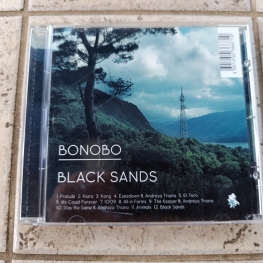 BONOBO
BLACK SANDS
1. Prelude 2. Kiara 3. Kong 4. Eyesdown ft. Andreya Triana 5. El Toro
6. We Could Forever 7. 1009 8. All In Forms 9. The Keeper ft. Andreya Triana
10. Stay the Same ft. Andreya Triana 11. Animals 12. Black Sands